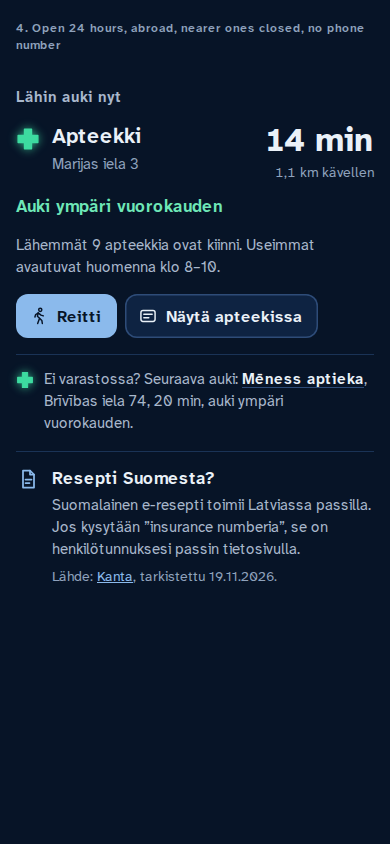 4. Open 24 hours, abroad, nearer ones closed, no phone
number
Lähin auki nyt
Apteekki
14 min
Marijas iela 3
1,1 km kävellen
Auki ympäri vuorokauden
Lähemmät 9 apteekkia ovat kiinni. Useimmat
avautuvat huomenna klo 8–10.
Reitti
Näytä apteekissa
Ei varastossa? Seuraava auki: Mēness aptieka,
Brīvības iela 74, 20 min, auki ympäri
vuorokauden.
Resepti Suomesta?
Suomalainen e-resepti toimii Latviassa passilla.
Jos kysytään ”insurance numberia”, se on
henkilötunnuksesi passin tietosivulla.
Lähde: Kanta, tarkistettu 19.11.2026.